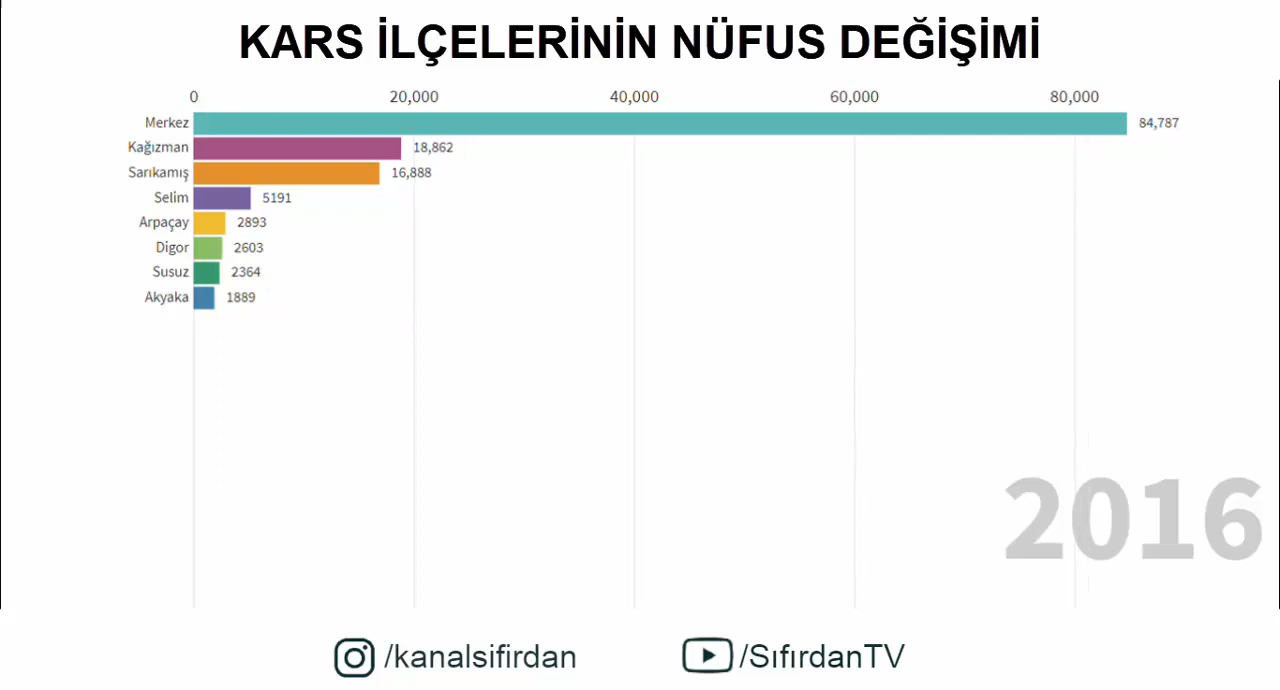 KARS İLÇELERİNİN NÜFUS DEĞİŞİMİ
0 20,000 40,000 60,000 80,000
Merkez 84,787
Kağızman 18,862
Sarıkamış 16,888
Selim 5191
Arpaçay 2893
Digor 2603
Susuz 2364
Akyaka 1889
2016
/kanalsifirdan /SıfırdanTV